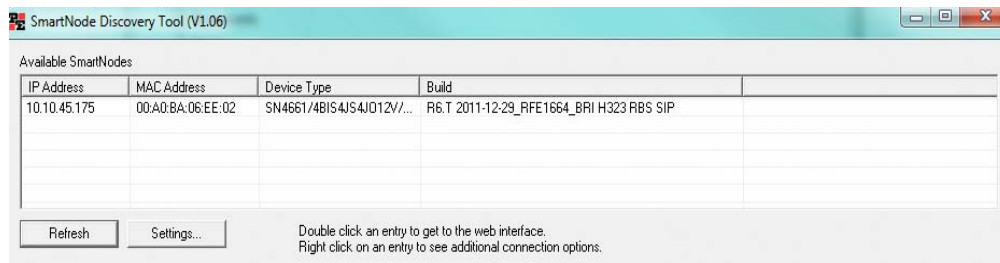 SmartNode Discovery Tool (V1.06)
Available SmartNodes
IP Address MAC Address Device Type Build
10.10.45.175 00:A0:BA:06:EE:02 SN4661/4BIS4JS4JO12V/... R6.T 2011-12-29_RFE1664_BRI H323 RBS SIP
Refresh Settings... Double click an entry to get to the web interface.
Right click on an entry to see additional connection options.